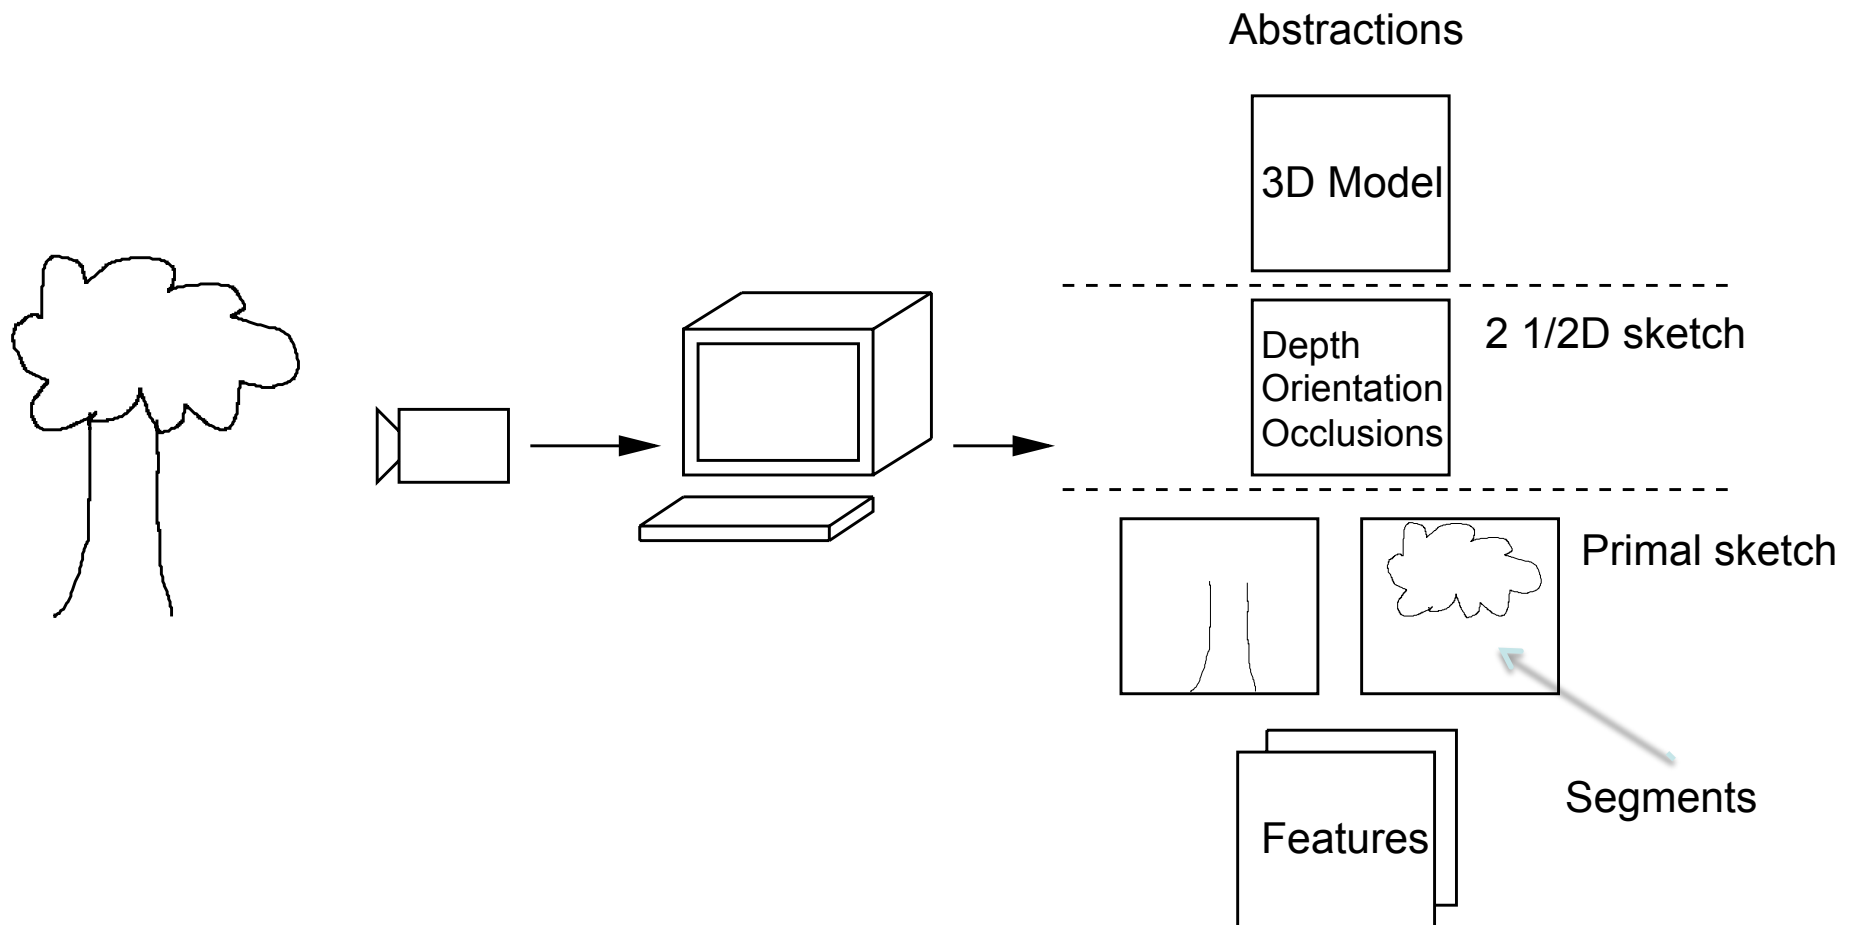 Abstractions
3D Model
2 1/2D sketch
Depth
Orientation
Occlusions
Primal sketch
Segments
Features